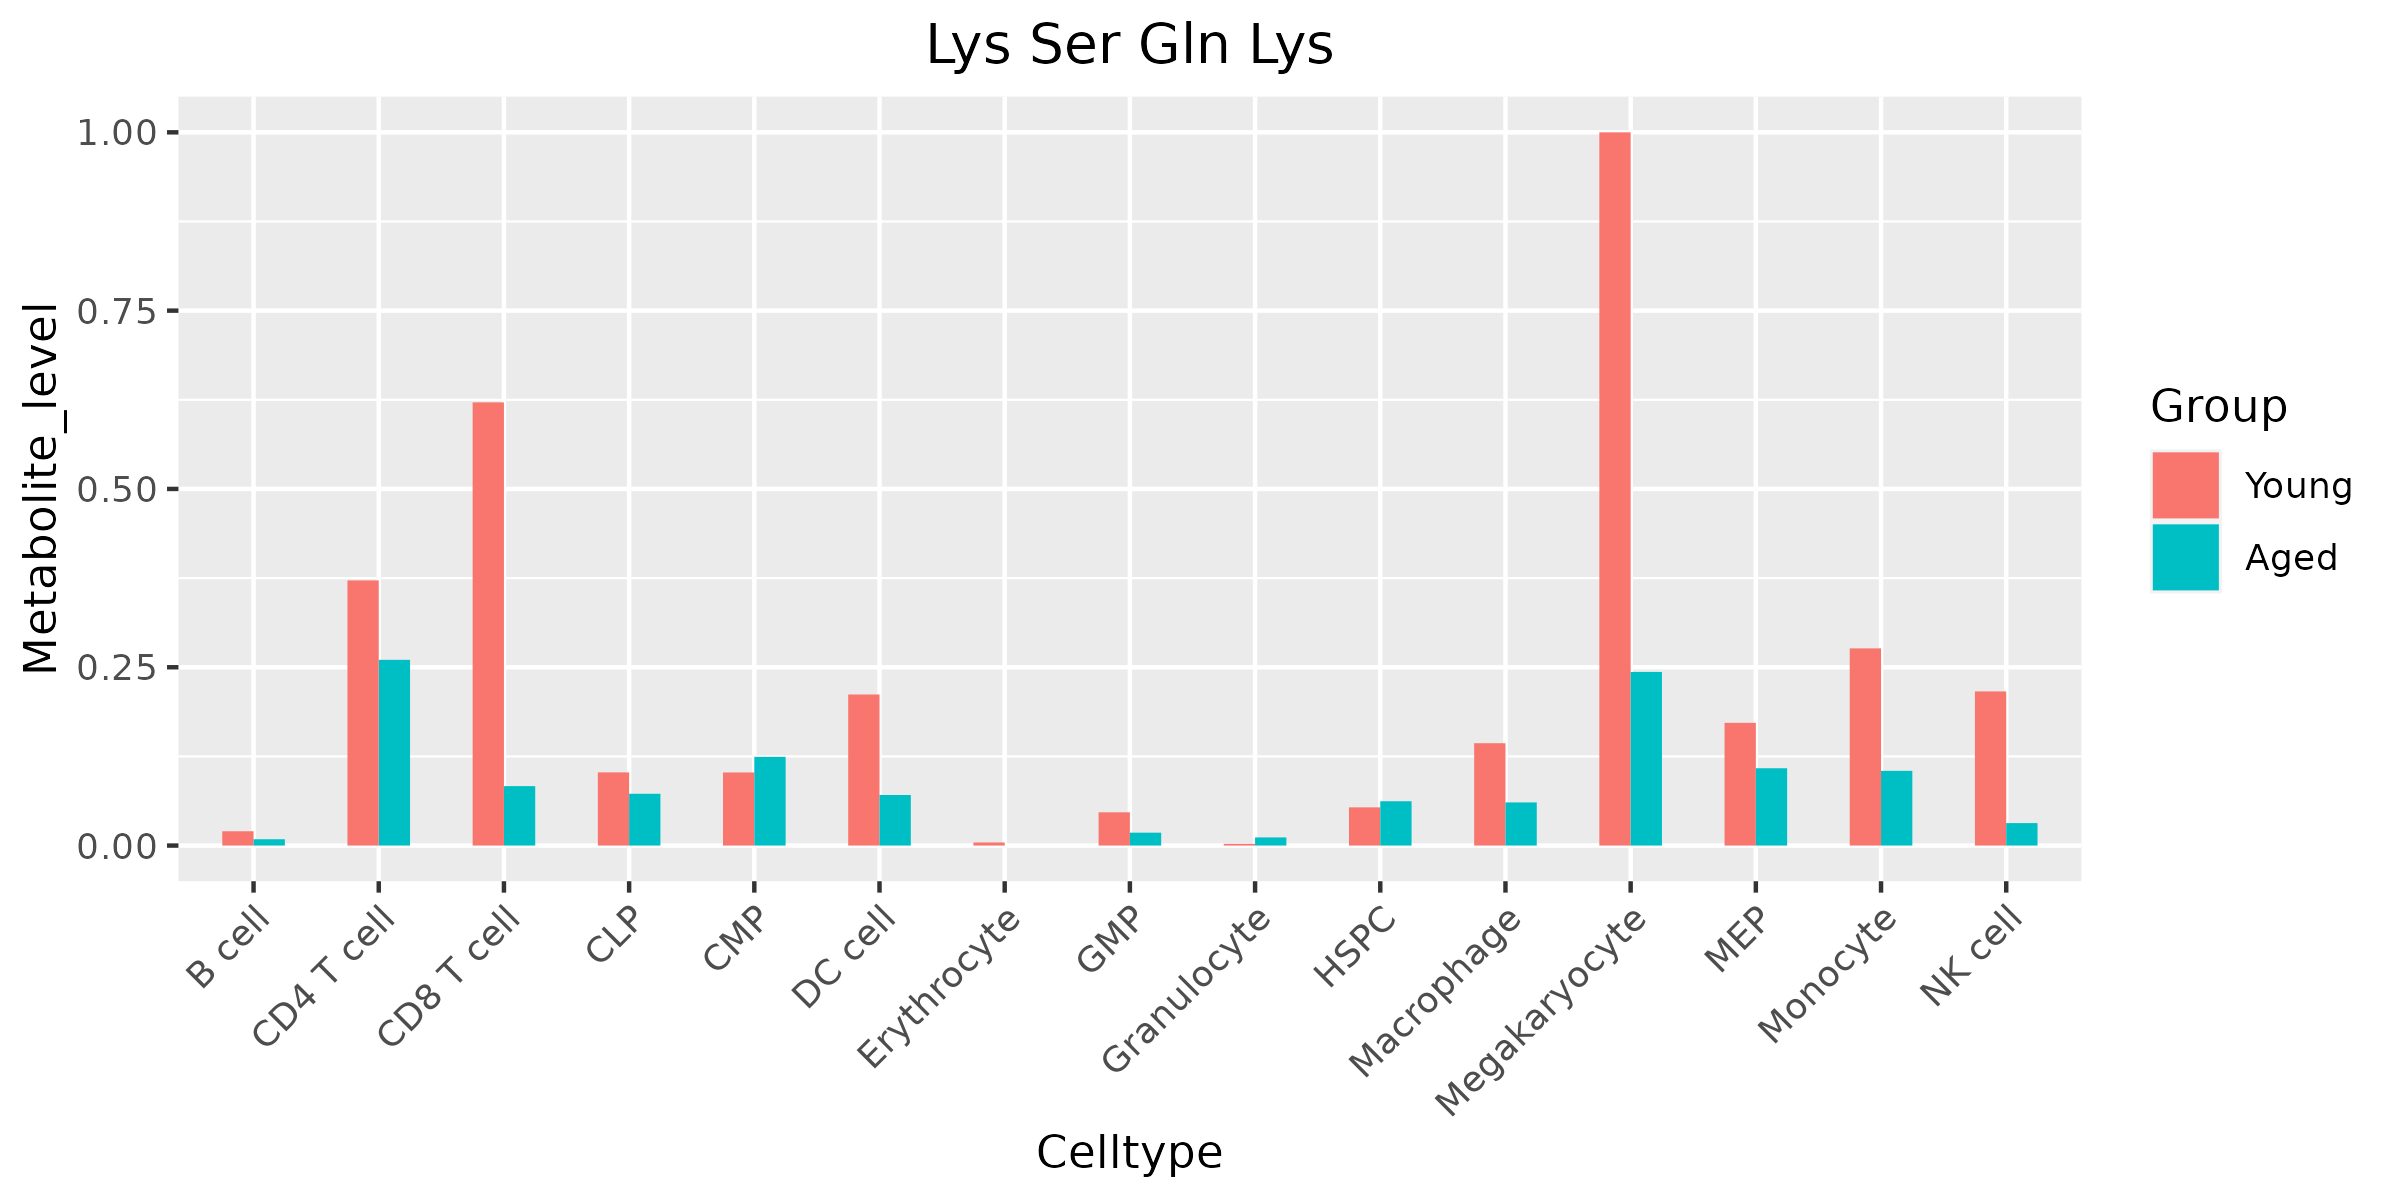 Lys Ser Gln Lys
Metabolite_level
1.00
0.75
0.50
0.25
0.00
B cell
CD4 T cell
CD8 T cell
CLP
CMP
DC cell
Erythrocyte
GMP
Granulocyte
HSPC
Macrophage
Megakaryocyte
MEP
Monocyte
NK cell
Celltype
Group
Young
Aged